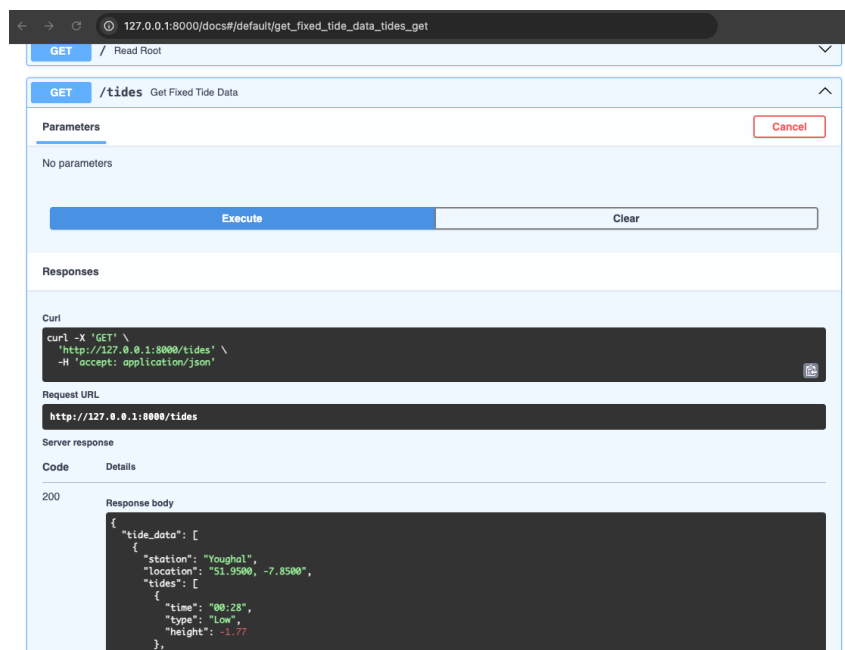 127.0.0.1:8000/docs#/default/get_fixed_tide_data_tides_get
GET / Read Root
GET /tides Get Fixed Tide Data
Parameters Cancel
No parameters
Execute Clear
Responses
Curl
curl -X 'GET' \
'http://127.0.0.1:8000/tides' \
-H 'accept: application/json'
Request URL
http://127.0.0.1:8000/tides
Server response
Code Details
200
Response body
{
"tide_data": [
{
"station": "Youghal",
"location": "51.9500, -7.8500",
"tides": [
{
"time": "00:28",
"type": "Low",
"height": -1.77
},